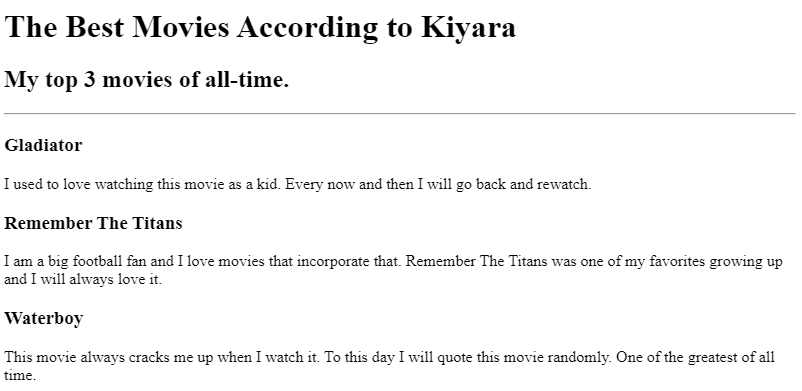 The Best Movies According to Kiyara
My top 3 movies of all-time.
Gladiator
I used to love watching this movie as a kid. Every now and then I will go back and rewatch.
Remember The Titans
I am a big football fan and I love movies that incorporate that. Remember The Titans was one of my favorites growing up
and I will always love it.
Waterboy
This movie always cracks me up when I watch it. To this day I will quote this movie randomly. One of the greatest of all
time.